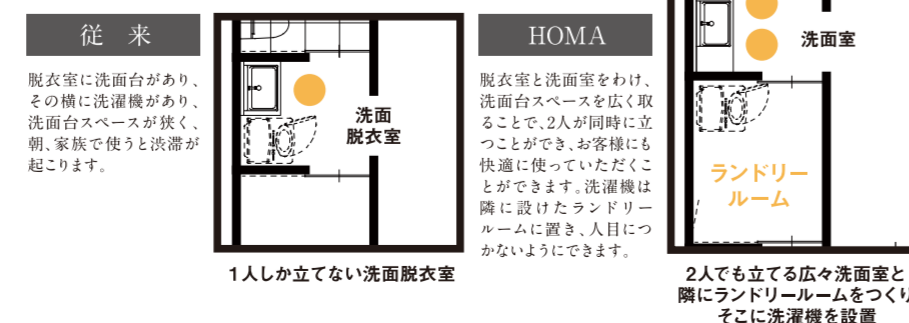 従 来
脱衣室に洗面台があり、
その横に洗濯機があり、
洗面台スペースが狭く、
朝、家族で使うと渋滞が
起こります。
洗面
脱衣室
1人しか立てない洗面脱衣室
HOMA
脱衣室と洗面室をわけ、
洗面台スペースを広く取
ることで、2人が同時に立
つことができ、お客様にも
快適に使っていただくこ
とができます。洗濯機は
隣に設けたランドリー
ルームに置き、人目につ
かないようにできます。
洗面室
ランドリー
ルーム
2人でも立てる広々洗面室と
隣にランドリールームをつくり
そこに洗濯機を設置